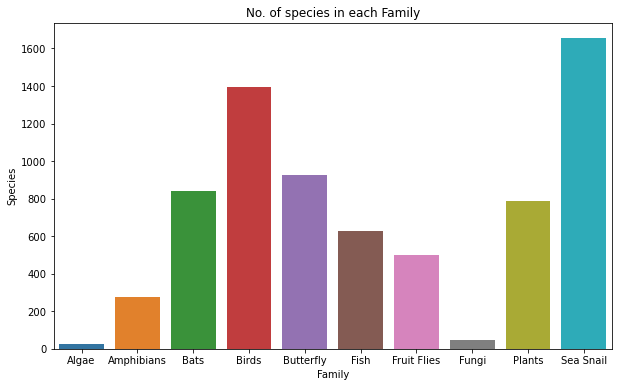 No. of species in each Family
Species
1600
1400
1200
1000
800
600
400
200
0
Algae Amphibians Bats Birds Butterfly Fish Fruit Flies Fungi Plants Sea Snail
Family